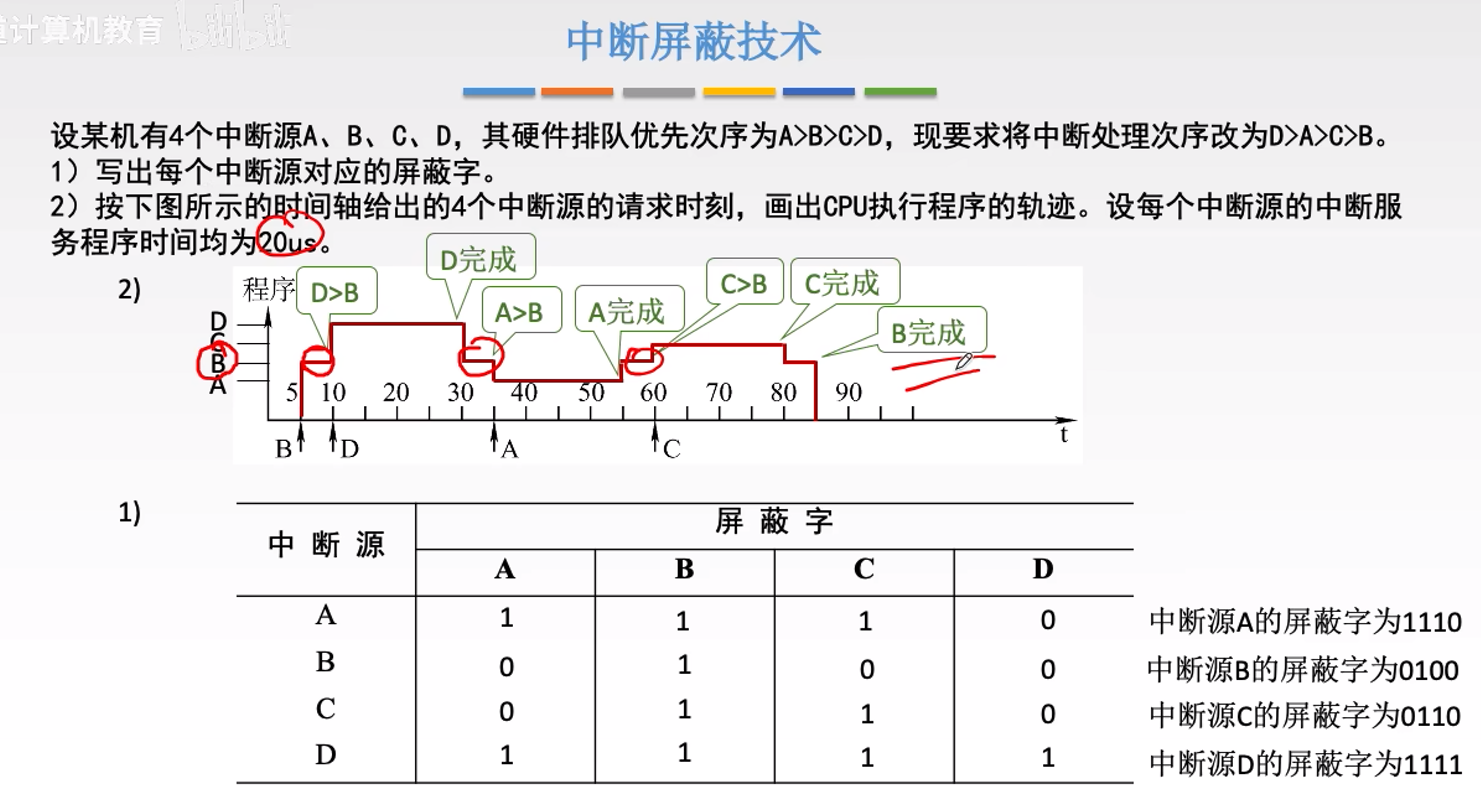 道计算机教育 bilibili
中断屏蔽技术
设某机有4个中断源A、B、C、D，其硬件排队优先次序为A>B>C>D，现要求将中断处理次序改为D>A>C>B。
1）写出每个中断源对应的屏蔽字。
2）按下图所示的时间轴给出的4个中断源的请求时刻，画出CPU执行程序的轨迹。设每个中断源的中断服
务程序时间均为20us。
2)
程序
D>B
D完成
A>B
A完成
C>B
C完成
B完成
D
C
B
A
5 10 20 30 40 50 60 70 80 90
B D A C t
1)
中断源 屏蔽字
A B C D
A 1 1 1 0 中断源A的屏蔽字为1110
B 0 1 0 0 中断源B的屏蔽字为0100
C 0 1 1 0 中断源C的屏蔽字为0110
D 1 1 1 1 中断源D的屏蔽字为1111